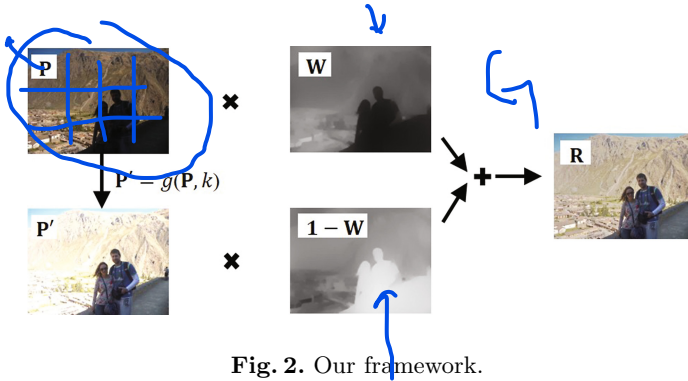 P
W
G
R
P′ = g(P, k)
P′
1 − W
Fig. 2. Our framework.